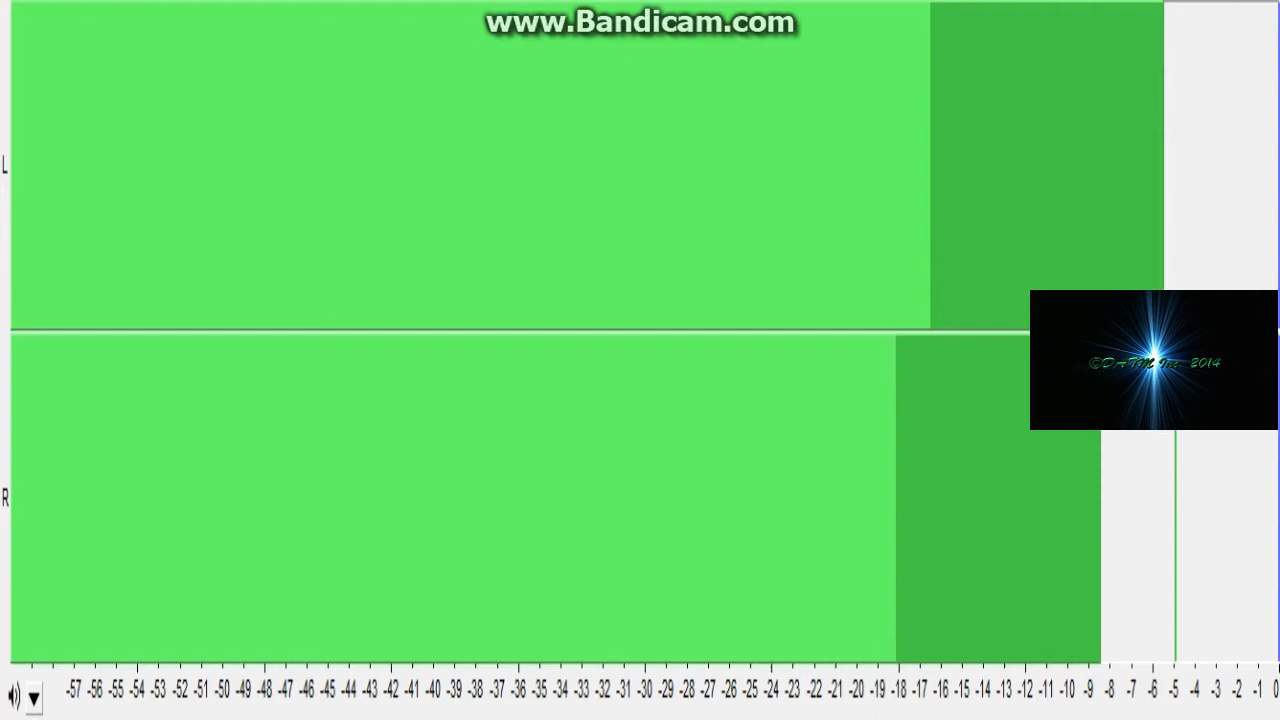 www.Bandicam.com
L
©DATM Inc. 2014
R
-57 -56 -55 -54 -53 -52 -51 -50 -49 -48 -47 -46 -45 -44 -43 -42 -41 -40 -39 -38 -37 -36 -35 -34 -33 -32 -31 -30 -29 -28 -27 -26 -25 -24 -23 -22 -21 -20 -19 -18 -17 -16 -15 -14 -13 -12 -11 -10 -9 -8 -7 -6 -5 -4 -3 -2 -1 0